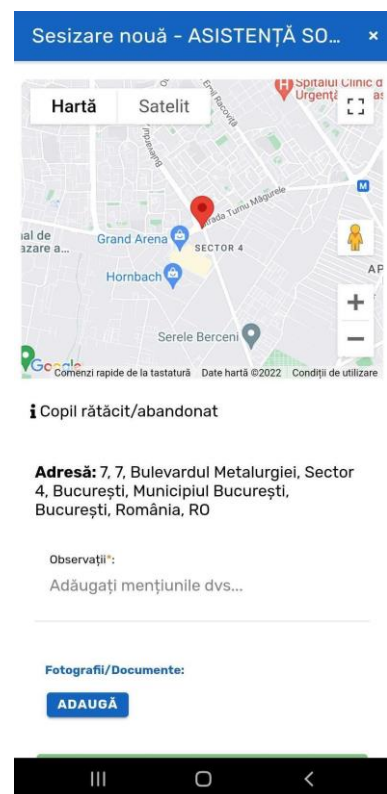 Sesizare nouă - ASISTENȚĂ SO... ×
Hartă Satelit
Spitalul Clinic d
Urgență
Emil Racoviță
Bulevardul
Strada Turnu Măgurele
M
Grand Arena
SECTOR 4
Hornbach
AP
Serele Berceni
Google
Comenzi rapide de la tastatură Date hartă ©2022 Condiții de utilizare
i Copil rătăcit/abandonat
Adresă: 7, 7, Bulevardul Metalurgiei, Sector
4, București, Municipiul București,
București, România, RO
Observații*:
Adăugați mențiunile dvs...
Fotografii/Documente:
ADAUGĂ